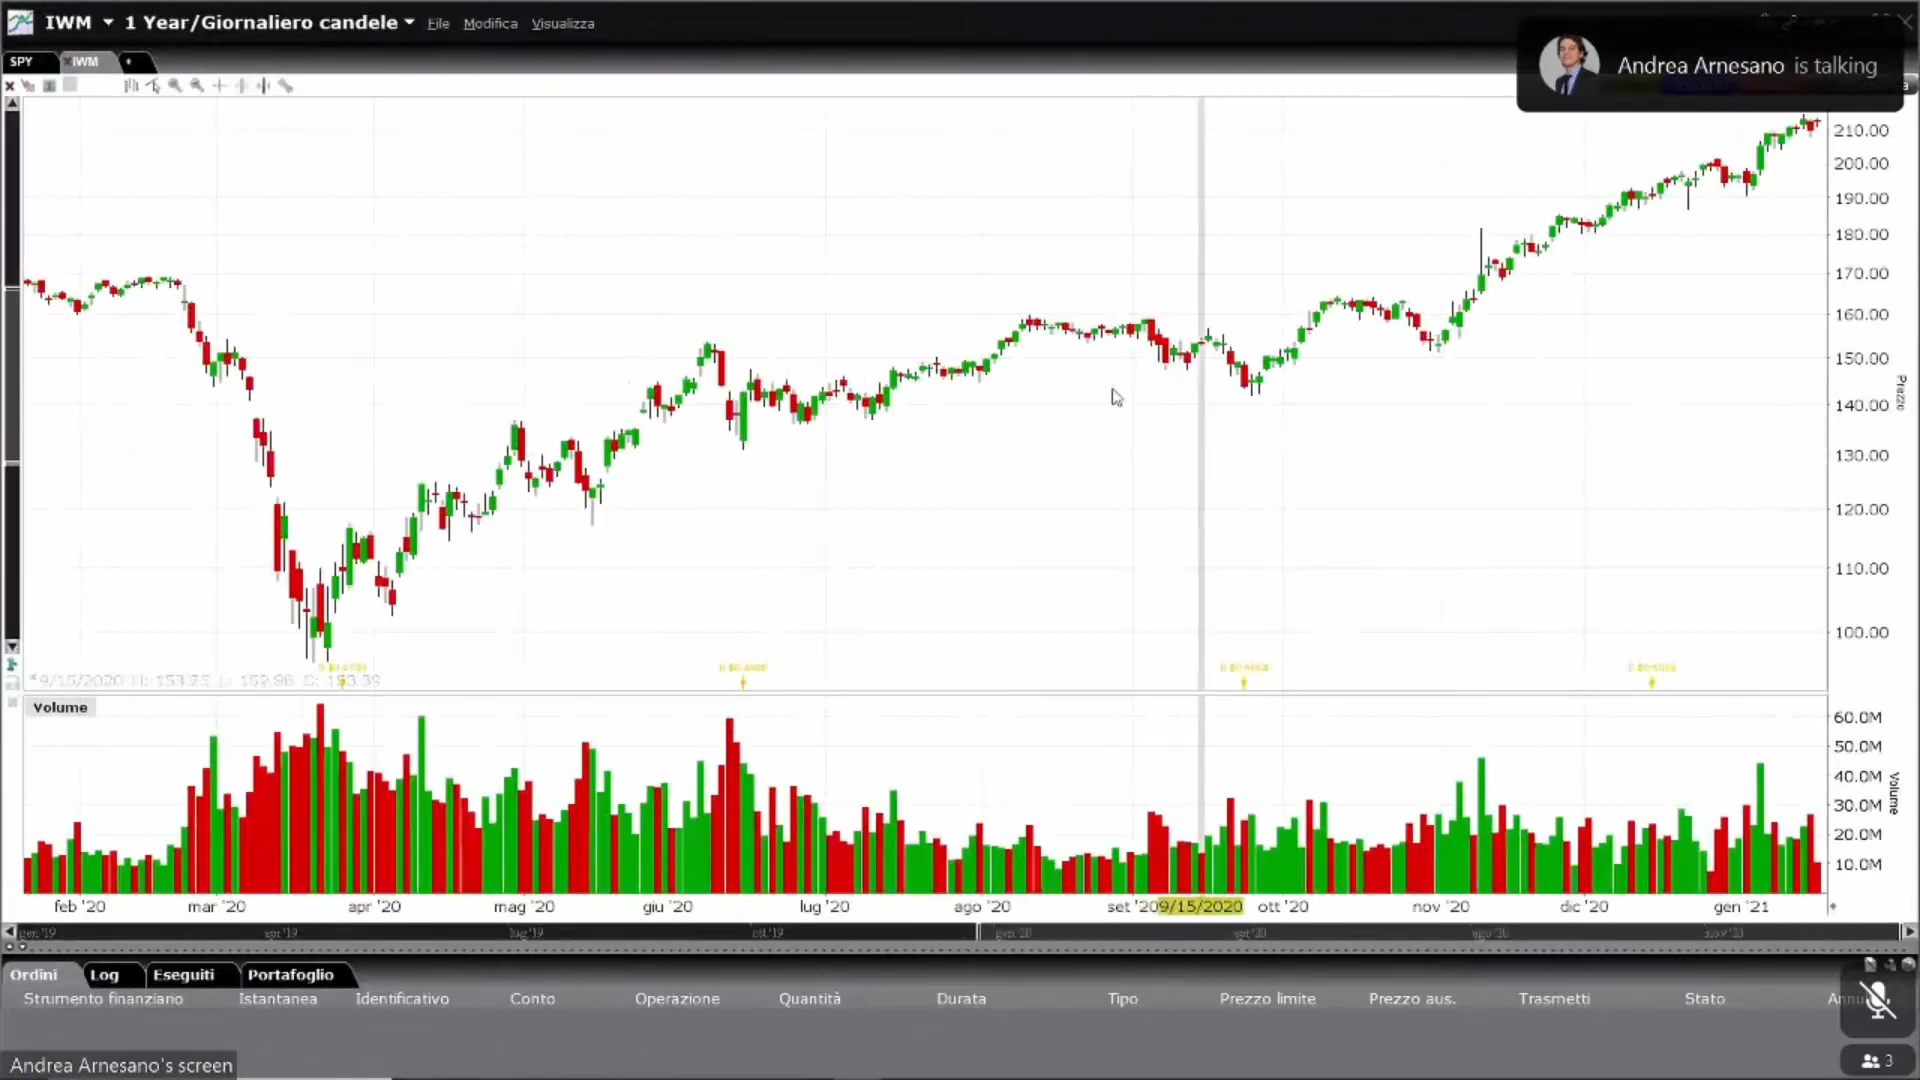 IWM 1 Year/Giornaliero candele File Modifica Visualizza
SPY IWM +
Andrea Arnesano is talking
210.00
200.00
190.00
180.00
170.00
160.00
150.00
140.00
130.00
120.00
110.00
100.00
Prezzo
Volume
60.0M
50.0M
40.0M
30.0M
20.0M
10.0M
Volume
feb '20 mar '20 apr '20 mag '20 giu '20 lug '20 ago '20 set '20 9/15/2020 ott '20 nov '20 dic '20 gen '21
Ordini Log Eseguiti Portafoglio
Strumento finanziario Istantanea Identificativo Conto Operazione Quantità Durata Tipo Prezzo limite Prezzo aus. Trasmetti Stato
Andrea Arnesano's screen 3